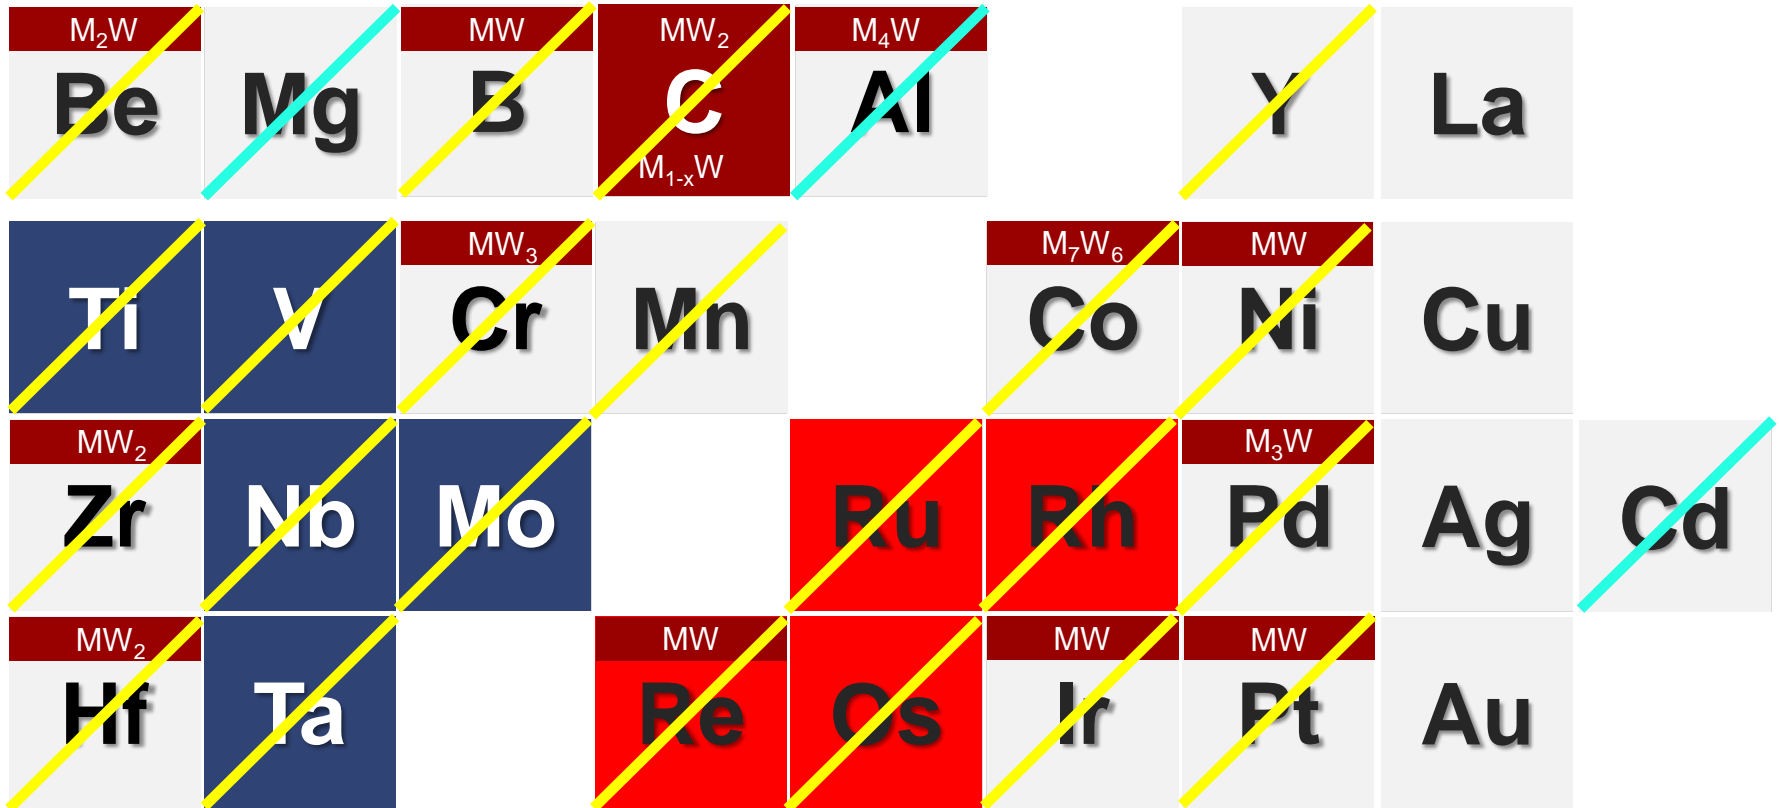 M₂W MW MW₂ M₄W
Be Mg B C Al Y La
M₁₋ₓW
MW₃ M₇W₆ MW
Ti V Cr Mn Co Ni Cu
MW₂ M₃W
Zr Nb Mo Ru Rh Pd Ag Cd
MW₂ MW MW MW
Hf Ta Re Os Ir Pt Au